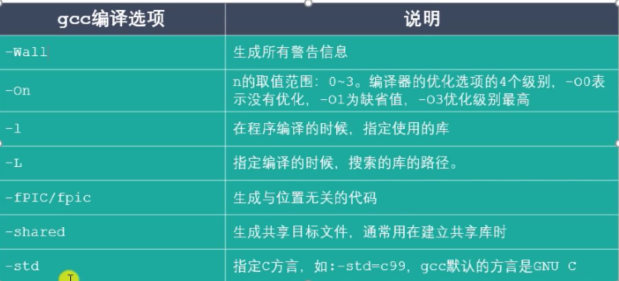 gcc编译选项 说明
-Wall 生成所有警告信息
-On n的取值范围：0~3。编译器的优化选项的4个级别，-O0表
示没有优化，-O1为缺省值，-O3优化级别最高
-l 在程序编译的时候，指定使用的库
-L 指定编译的时候，搜索的库的路径。
-fPIC/fpic 生成与位置无关的代码
-shared 生成共享目标文件，通常用在建立共享库时
-std 指定C方言，如:-std=c99，gcc默认的方言是GNU C